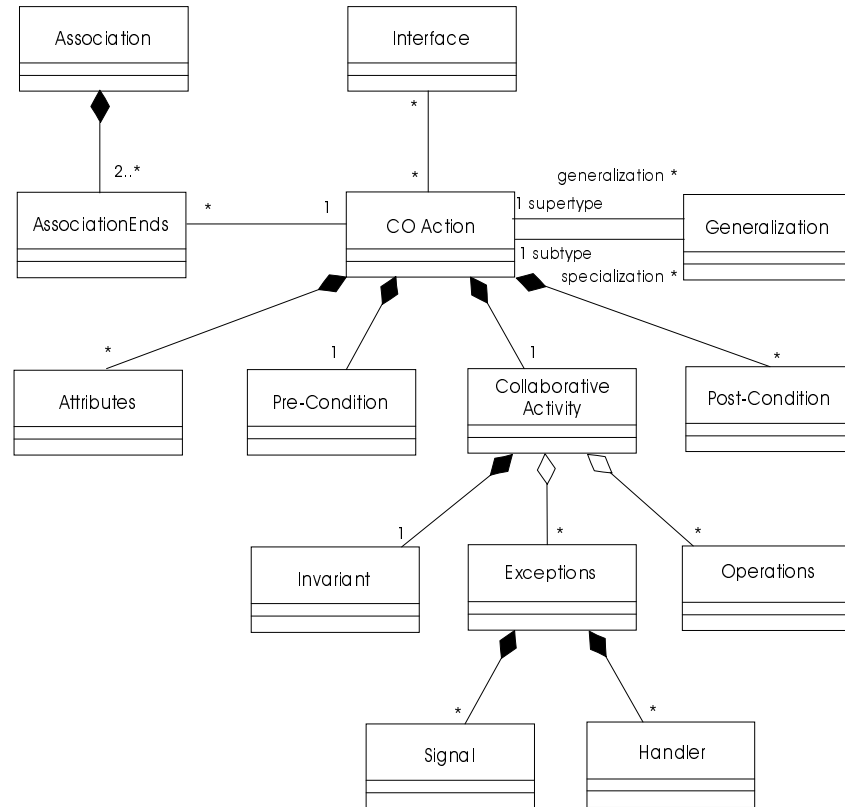 Association
Interface
*
2..*
*
generalization *
AssociationEnds
*
1
CO Action
1 supertype
Generalization
1 subtype
specialization *
*
1
1
*
Attributes
Pre-Condition
Collaborative
Activity
Post-Condition
1
*
*
Invariant
Exceptions
Operations
*
*
Signal
Handler